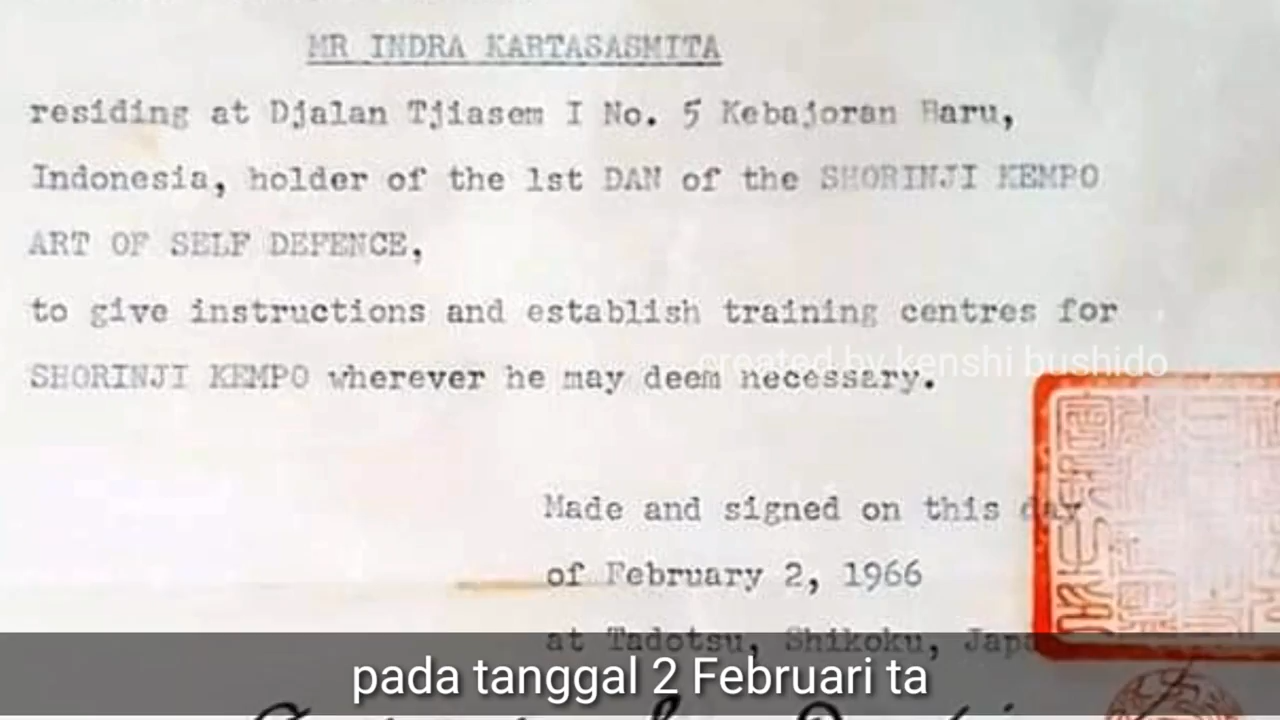 MR INDRA KARTASASMITA
residing at Djalan Tjiasem I No. 5 Kebajoran Baru,
Indonesia, holder of the 1st DAN of the SHORINJI KEMPO
ART OF SELF DEFENCE,
to give instructions and establish training centres for
created by kenshi bushido
SHORINJI KEMPO wherever he may deem necessary.
Made and signed on this day
of February 2, 1966
at Tadotsu, Shikoku, Japa
pada tanggal 2 Februari ta